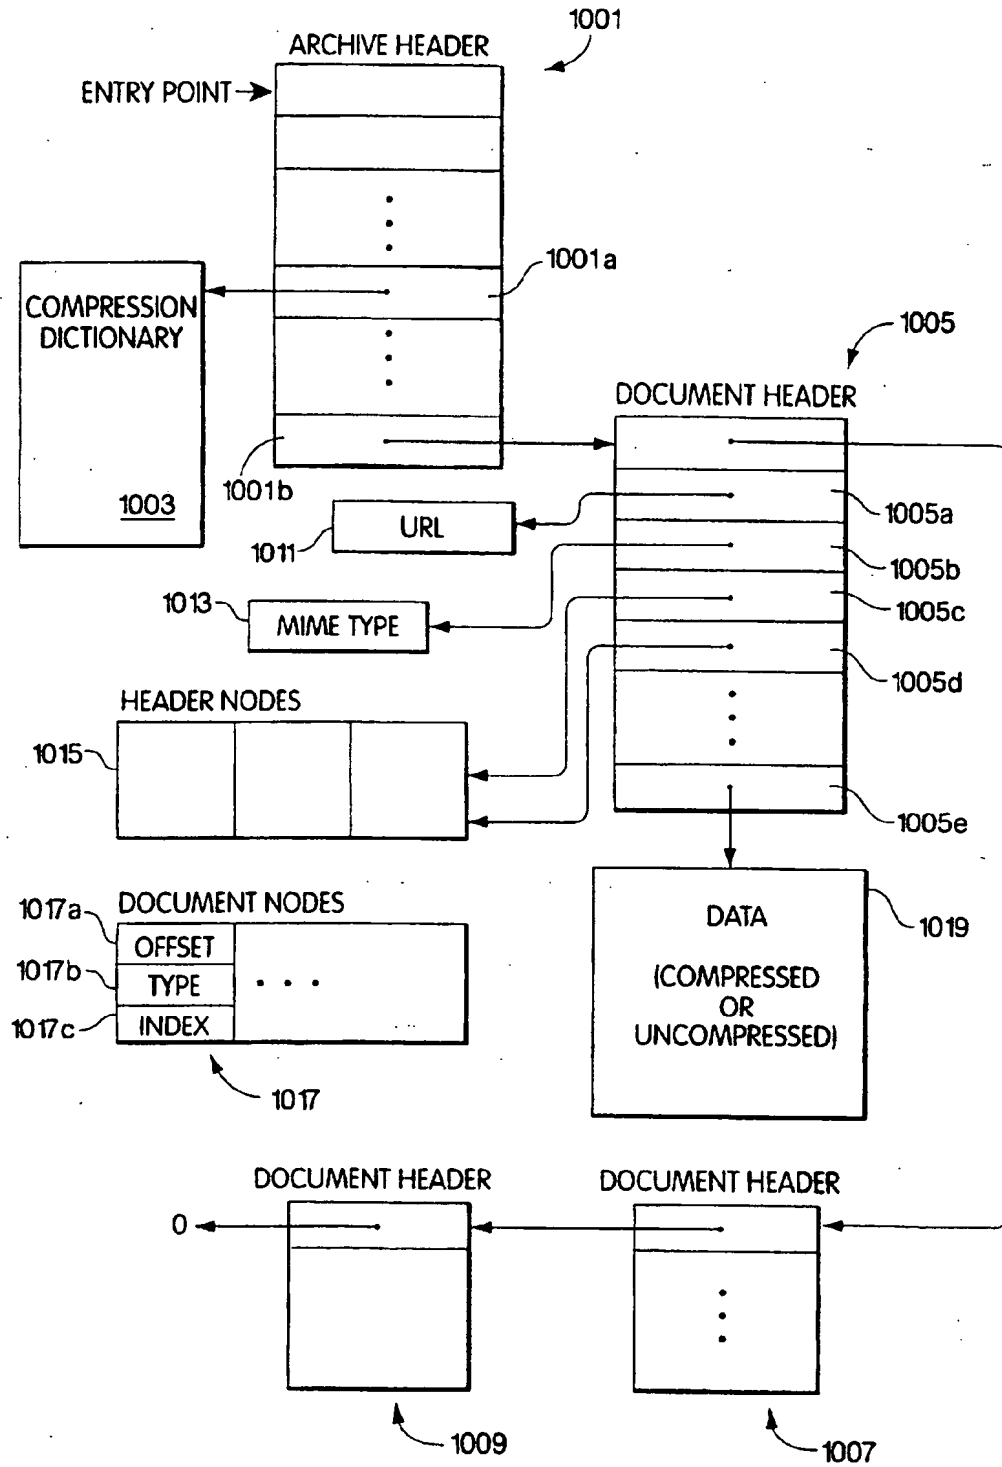 1001
ARCHIVE HEADER
ENTRY POINT
1001a
COMPRESSION
DICTIONARY
1003
1001b
1005
DOCUMENT HEADER
1005a
1005b
1005c
1005d
1005e
URL
1011
1013
MIME TYPE
HEADER NODES
1015
DOCUMENT NODES
1017a
OFFSET
1017b
TYPE
1017c
INDEX
1017
DATA
(COMPRESSED
OR
UNCOMPRESSED)
1019
DOCUMENT HEADER
0
1009
DOCUMENT HEADER
1007